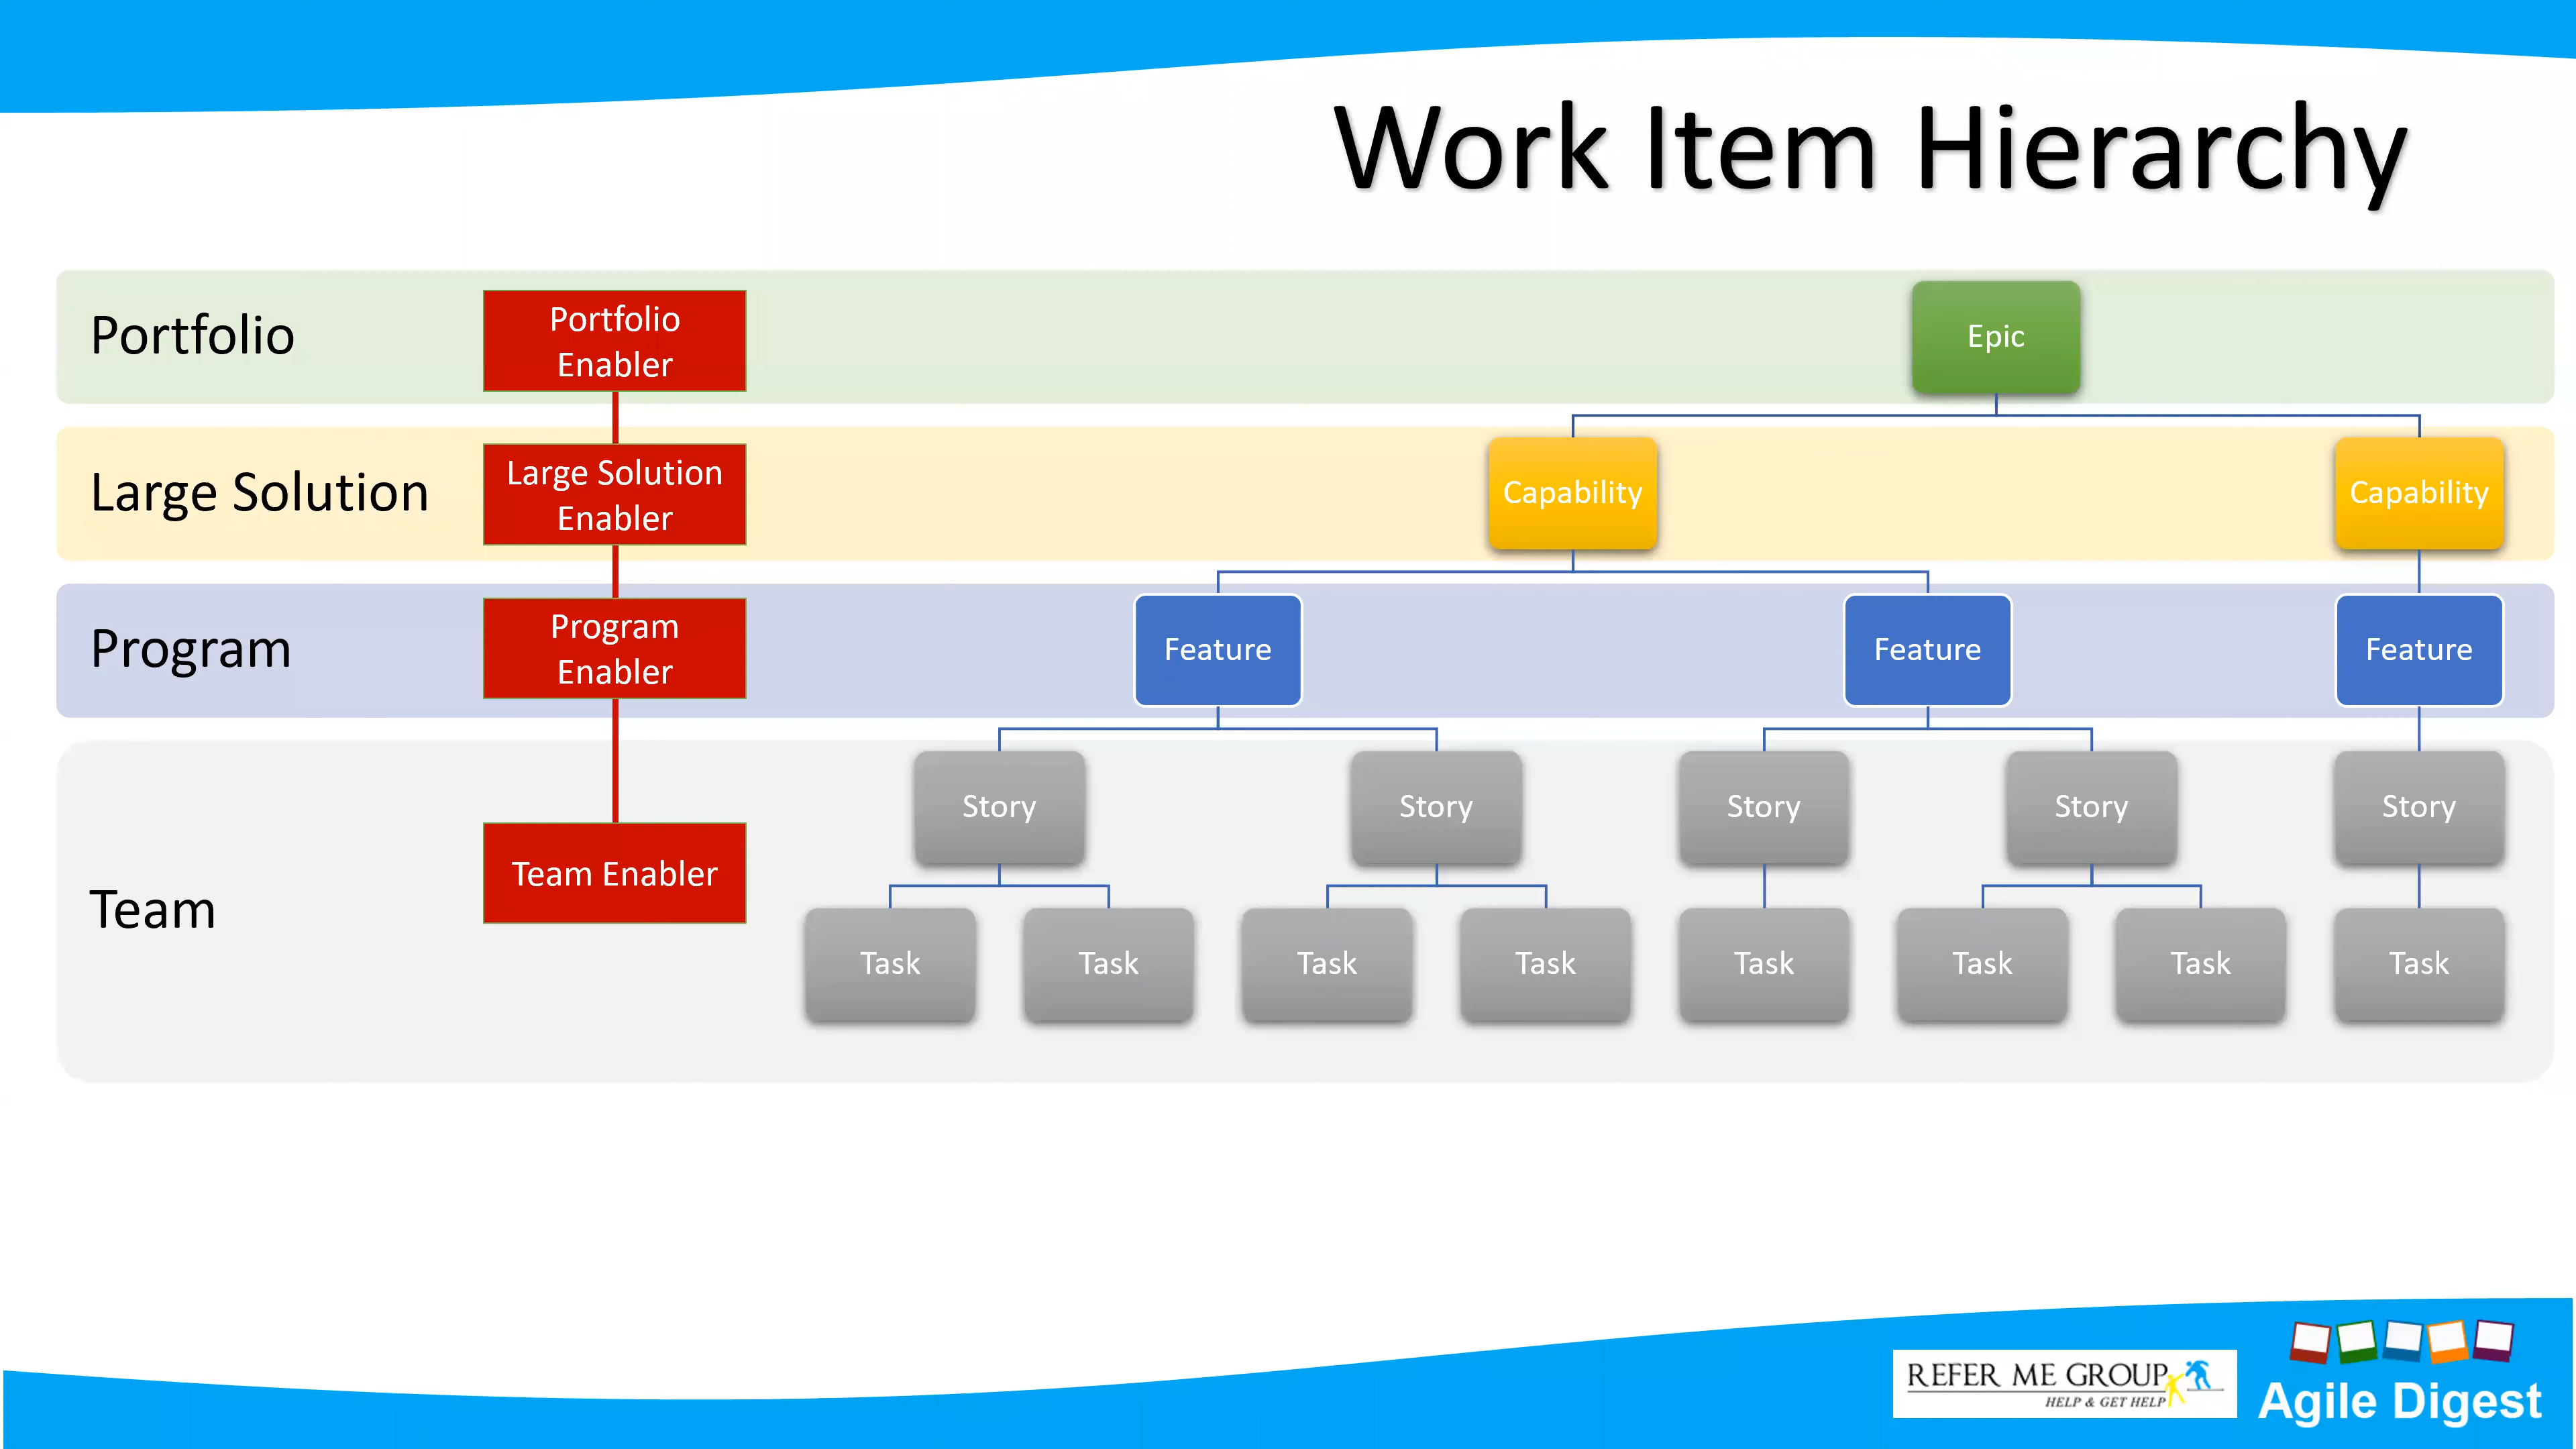 Work Item Hierarchy
Portfolio
Portfolio
Enabler
Epic
Large Solution
Large Solution
Enabler
Capability
Capability
Program
Program
Enabler
Feature
Feature
Feature
Team
Team Enabler
Story
Story
Story
Story
Story
Task
Task
Task
Task
Task
Task
Task
Task
REFER ME GROUP
HELP & GET HELP
Agile Digest